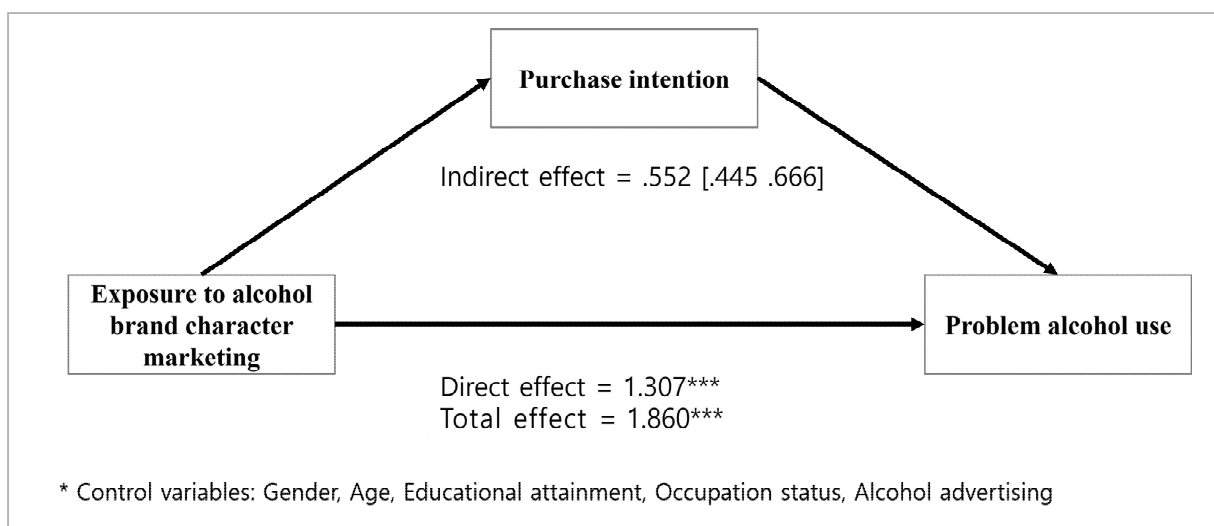 Purchase intention
Indirect effect = .552 [.445 .666]
Exposure to alcohol
brand character
marketing
Problem alcohol use
Direct effect = 1.307***
Total effect = 1.860***
* Control variables: Gender, Age, Educational attainment, Occupation status, Alcohol advertising